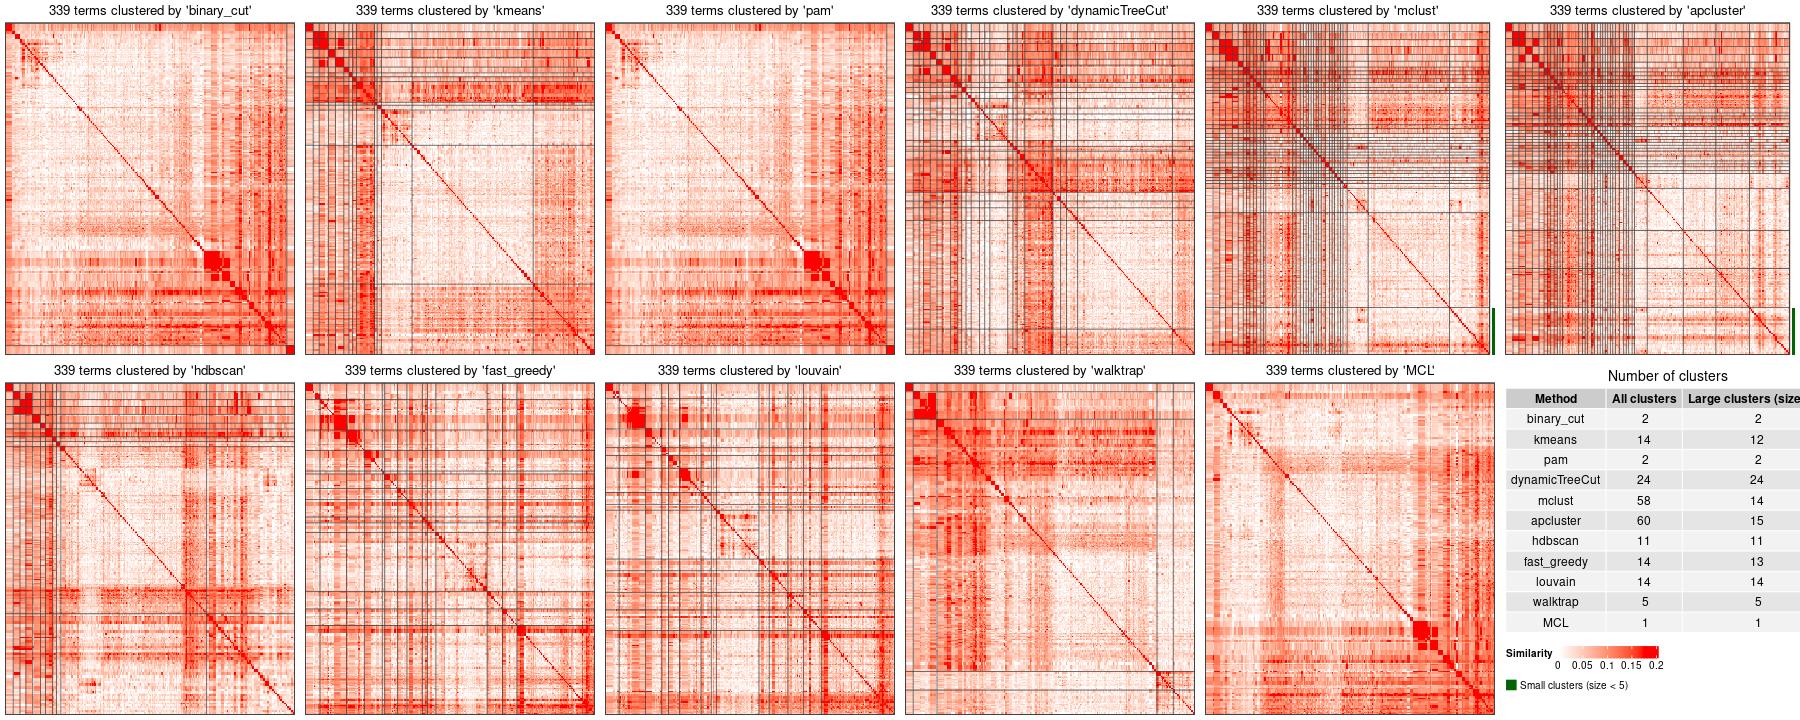 339 terms clustered by 'binary_cut'
339 terms clustered by 'kmeans'
339 terms clustered by 'pam'
339 terms clustered by 'dynamicTreeCut'
339 terms clustered by 'mclust'
339 terms clustered by 'apcluster'
339 terms clustered by 'hdbscan'
339 terms clustered by 'fast_greedy'
339 terms clustered by 'louvain'
339 terms clustered by 'walktrap'
339 terms clustered by 'MCL'
Number of clusters
Method All clusters Large clusters (size
binary_cut 2 2
kmeans 14 12
pam 2 2
dynamicTreeCut 24 24
mclust 58 14
apcluster 60 15
hdbscan 11 11
fast_greedy 14 13
louvain 14 14
walktrap 5 5
MCL 1 1
Similarity
0 0.05 0.1 0.15 0.2
Small clusters (size < 5)